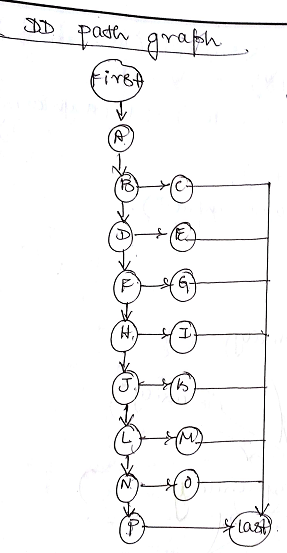 DD path graph
First
A
B C
D E
F G
H I
J K
L M
N O
P last